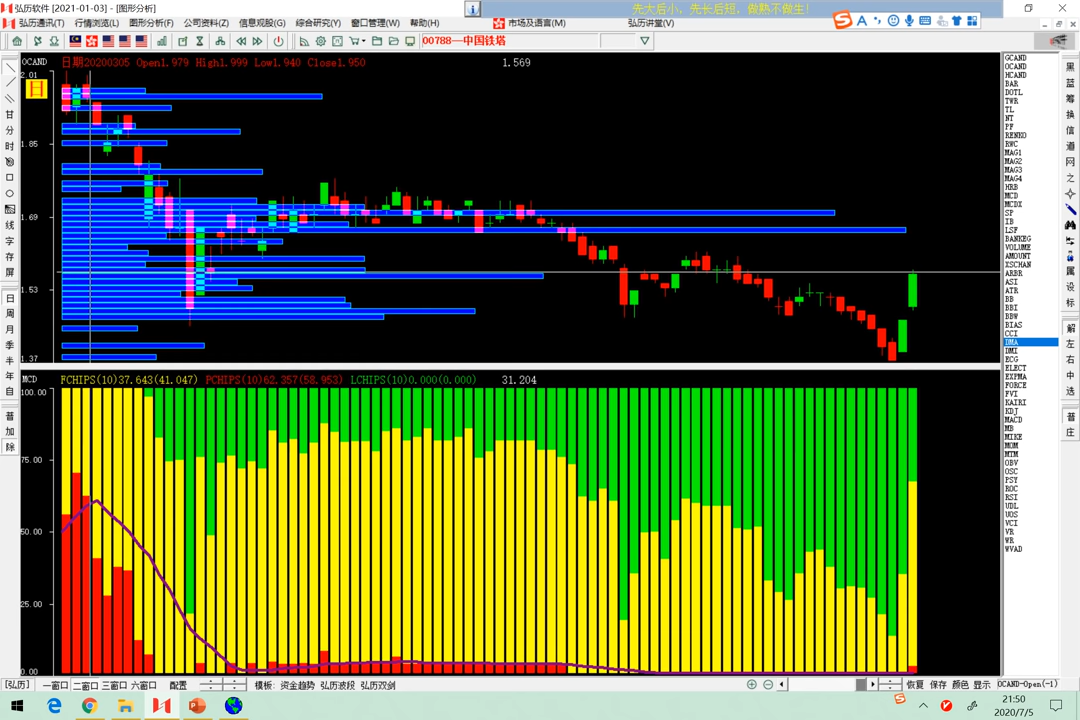 弘历软件 [2021-01-03] - [图形分析]
先大后小，先长后短，做熟不做生!
弘历通讯(T) 行情浏览(L) 图形分析(F) 公司资料(Z) 信息观股(G) 综合研究(Y) 窗口管理(W) 帮助(H) 市场及语言(M) 弘历讲堂(V)
00788—中国铁塔
OCAND 日期20200305 Open1.979 High1.999 Low1.940 Close1.950 1.569
2.01
日
1.85
1.69
1.53
1.37
MCD FCHIPS(10)37.643(41.047) PCHIPS(10)62.357(58.953) LCHIPS(10)0.000(0.000) 31.204
100.00
75.00
50.00
25.00
0.00
甘
分
时
线
字
存
屏
日
周
月
季
半
年
自
普
加
除
GCAND
OCAND
HCAND
BAR
DOTL
TWR
TL
NT
PF
RENKO
RWC
MAG1
MAG2
MAG3
MAG4
HRB
MCD
MCDX
SP
IB
LSF
BANKEG
VOLUME
AMOUNT
XSCHAN
ARBR
ASI
ATR
BB
BBI
BBW
BIAS
CCI
DMA
DMI
ECG
ELECT
EXPMA
FORCE
FVI
KAIRI
KDJ
MACD
MB
MIKE
MOM
MTM
OBV
OSC
PSY
ROC
RSI
UDL
UOS
VCI
VR
WR
WVAD
黑
蓝
筹
换
信
道
网
之
属
设
标
解
左
右
中
选
普
庄
[弘历] 一窗口 二窗口 三窗口 六窗口 配置 模板: 资金趋势 弘历波段 弘历双剑 恢复 保存 颜色 显示 OCAND-Open(-1)
21:50
2020/7/5